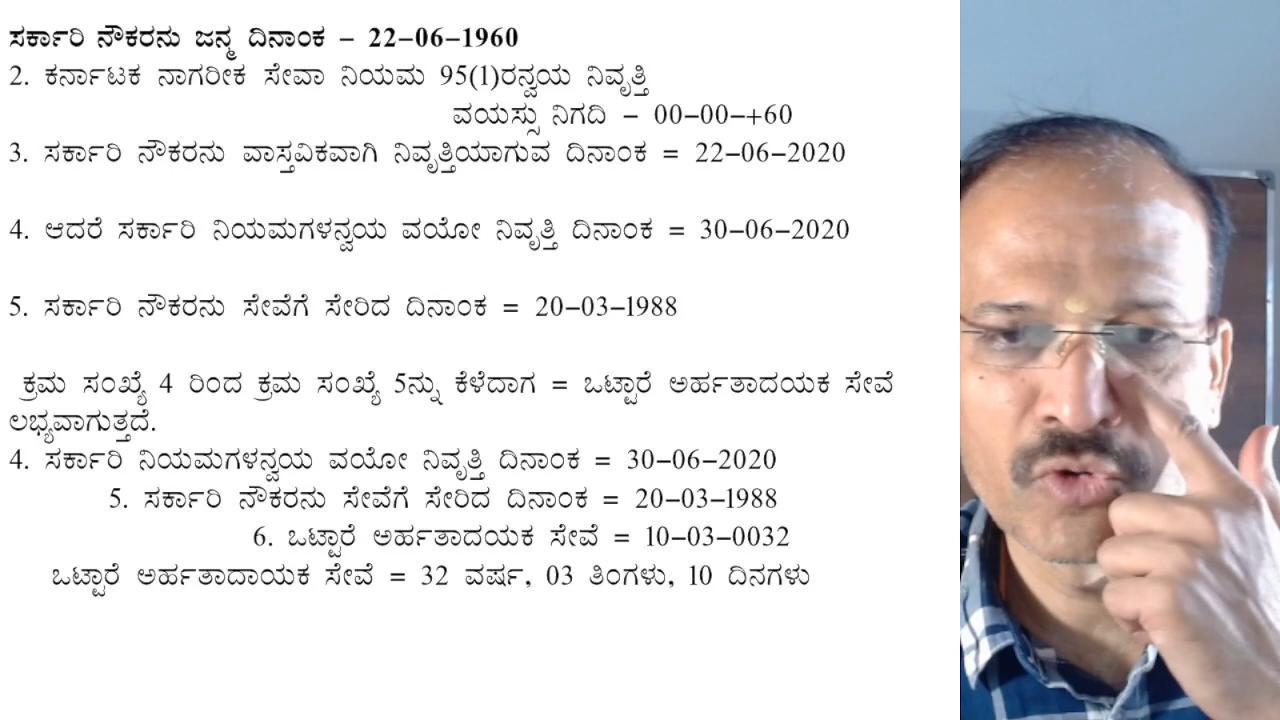 ಸರ್ಕಾರಿ ನೌಕರನು ಜನ್ಮ ದಿನಾಂಕ – 22–06–1960
2. ಕರ್ನಾಟಕ ನಾಗರೀಕ ಸೇವಾ ನಿಯಮ 95(1)ರನ್ವಯ ನಿವೃತ್ತಿ
ವಯಸ್ಸು ನಿಗದಿ – 00–00–+60
3. ಸರ್ಕಾರಿ ನೌಕರನು ವಾಸ್ತವಿಕವಾಗಿ ನಿವೃತ್ತಿಯಾಗುವ ದಿನಾಂಕ = 22–06–2020
4. ಆದರೆ ಸರ್ಕಾರಿ ನಿಯಮಗಳನ್ವಯ ವಯೋ ನಿವೃತ್ತಿ ದಿನಾಂಕ = 30–06–2020
5. ಸರ್ಕಾರಿ ನೌಕರನು ಸೇವೆಗೆ ಸೇರಿದ ದಿನಾಂಕ = 20–03–1988
ಕ್ರಮ ಸಂಖ್ಯೆ 4 ರಿಂದ ಕ್ರಮ ಸಂಖ್ಯೆ 5ನ್ನು ಕೆಳೆದಾಗ = ಒಟ್ಟಾರೆ ಅರ್ಹತಾದಯಕ ಸೇವೆ
ಲಭ್ಯವಾಗುತ್ತದೆ.
4. ಸರ್ಕಾರಿ ನಿಯಮಗಳನ್ವಯ ವಯೋ ನಿವೃತ್ತಿ ದಿನಾಂಕ = 30–06–2020
5. ಸರ್ಕಾರಿ ನೌಕರನು ಸೇವೆಗೆ ಸೇರಿದ ದಿನಾಂಕ = 20–03–1988
6. ಒಟ್ಟಾರೆ ಅರ್ಹತಾದಯಕ ಸೇವೆ = 10–03–0032
ಒಟ್ಟಾರೆ ಅರ್ಹತಾದಾಯಕ ಸೇವೆ = 32 ವರ್ಷ, 03 ತಿಂಗಳು, 10 ದಿನಗಳು